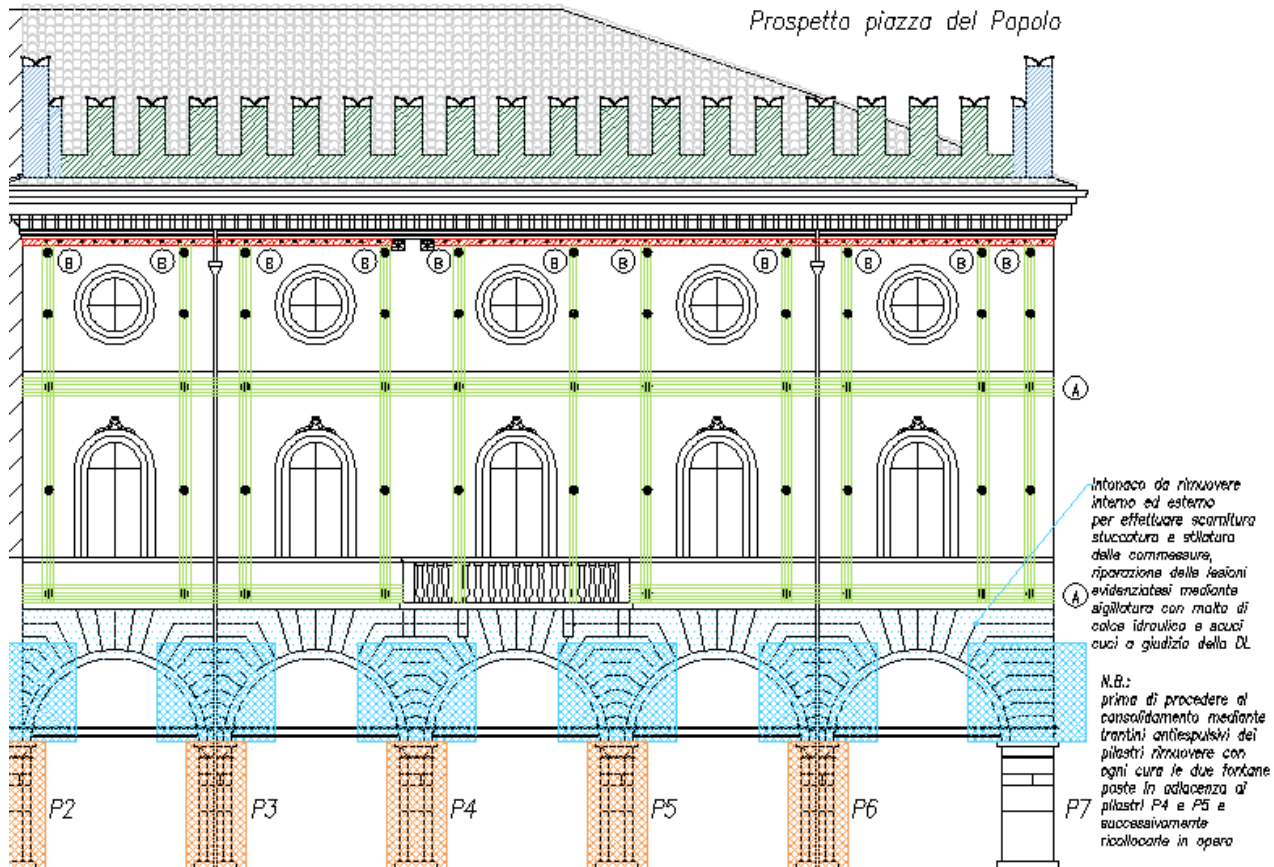 Prospetto piazza del Popolo
B B B B B B B B B B B
A
Intonaco da rimuovere
interno ed esterno
per effettuare scarnitura
stuccatura e stilatura
delle commessure,
riparazione delle lesioni
evidenziatesi mediante
A
sigillatura con malta di
calce idraulica e scuci
cuci a giudizio della DL
N.B.:
prima di procedere al
consolidamento mediante
trantini antiespulsivi dei
pilastri rimuovere con
ogni cura le due fontane
poste in adiacenza ai
pilastri P4 e P5 e
successivamente
ricollocarle in opera
P2 P3 P4 P5 P6 P7